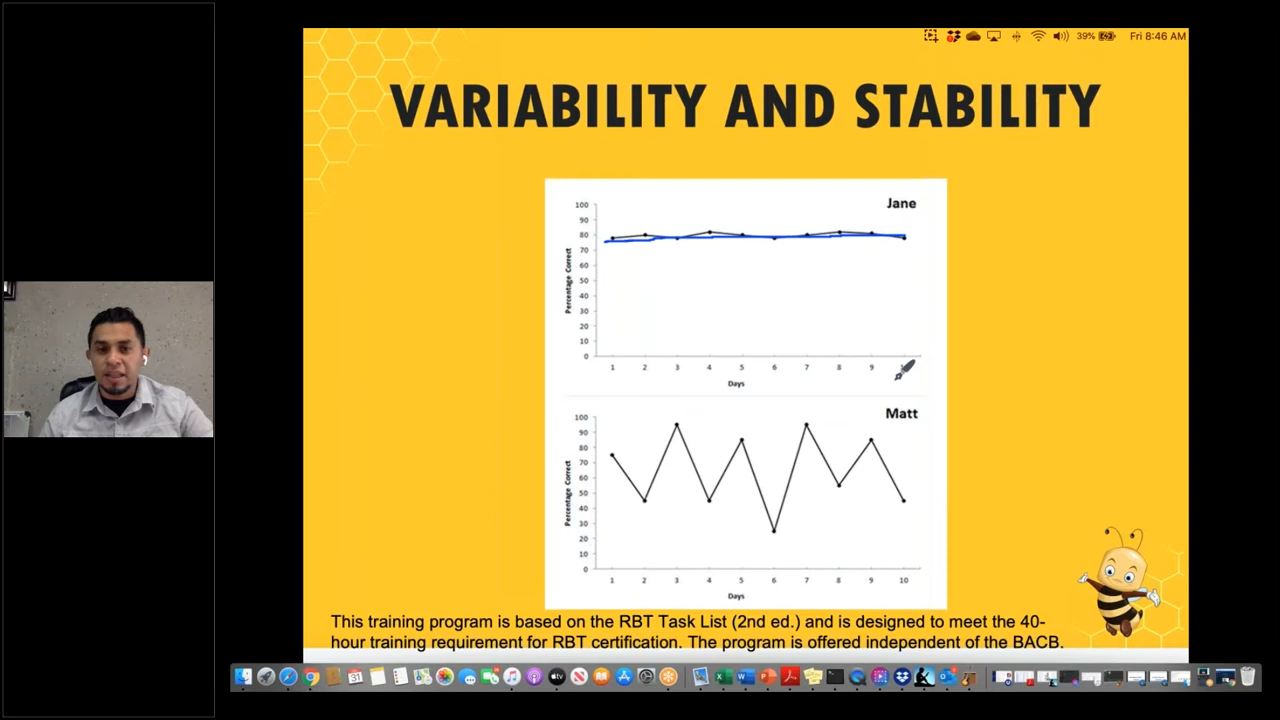 39% Fri 8:46 AM
VARIABILITY AND STABILITY
Jane
100
90
80
70
60
50
40
30
20
10
0
Percentage Correct
1 2 3 4 5 6 7 8 9
Days
Matt
100
90
80
70
60
50
40
30
20
10
0
Percentage Correct
1 2 3 4 5 6 7 8 9 10
Days
This training program is based on the RBT Task List (2nd ed.) and is designed to meet the 40-
hour training requirement for RBT certification. The program is offered independent of the BACB.
31